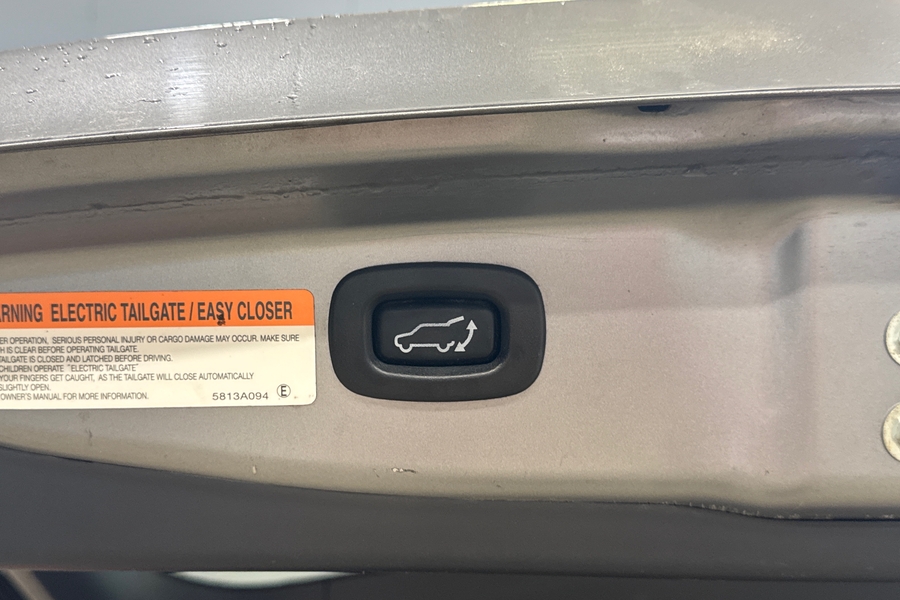 ARNING ELECTRIC TAILGATE / EASY CLOSER
ER OPERATION, SERIOUS PERSONAL INJURY OR CARGO DAMAGE MAY OCCUR. MAKE SURE
H IS CLEAR BEFORE OPERATING TAILGATE.
TAILGATE IS CLOSED AND LATCHED BEFORE DRIVING.
CHILDREN OPERATE "ELECTRIC TAILGATE"
YOUR FINGERS GET CAUGHT, AS THE TAILGATE WILL CLOSE AUTOMATICALLY
SLIGHTLY OPEN.
OWNER'S MANUAL FOR MORE INFORMATION.
5813A094 E